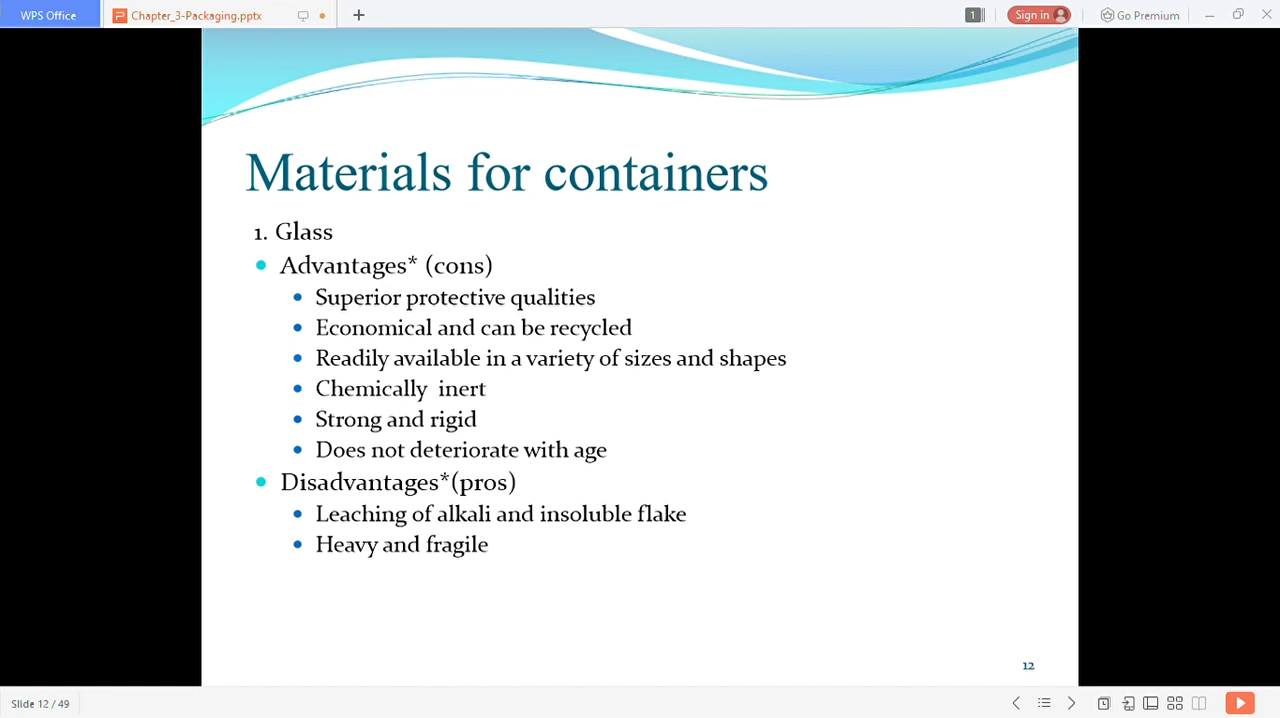 WPS Office
Chapter_3-Packaging.pptx
1
Sign in
Go Premium
Materials for containers
1. Glass
Advantages* (cons)
Superior protective qualities
Economical and can be recycled
Readily available in a variety of sizes and shapes
Chemically  inert
Strong and rigid
Does not deteriorate with age
Disadvantages*(pros)
Leaching of alkali and insoluble flake
Heavy and fragile
12
Slide 12 / 49